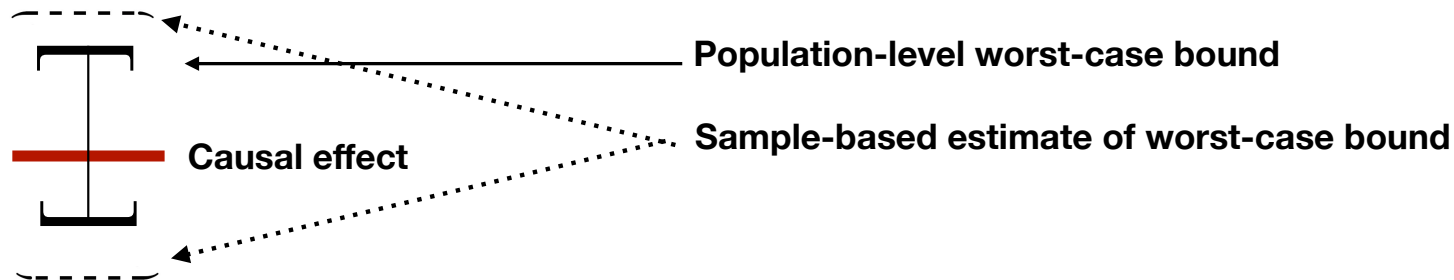 Population-level worst-case bound
Sample-based estimate of worst-case bound
Causal effect